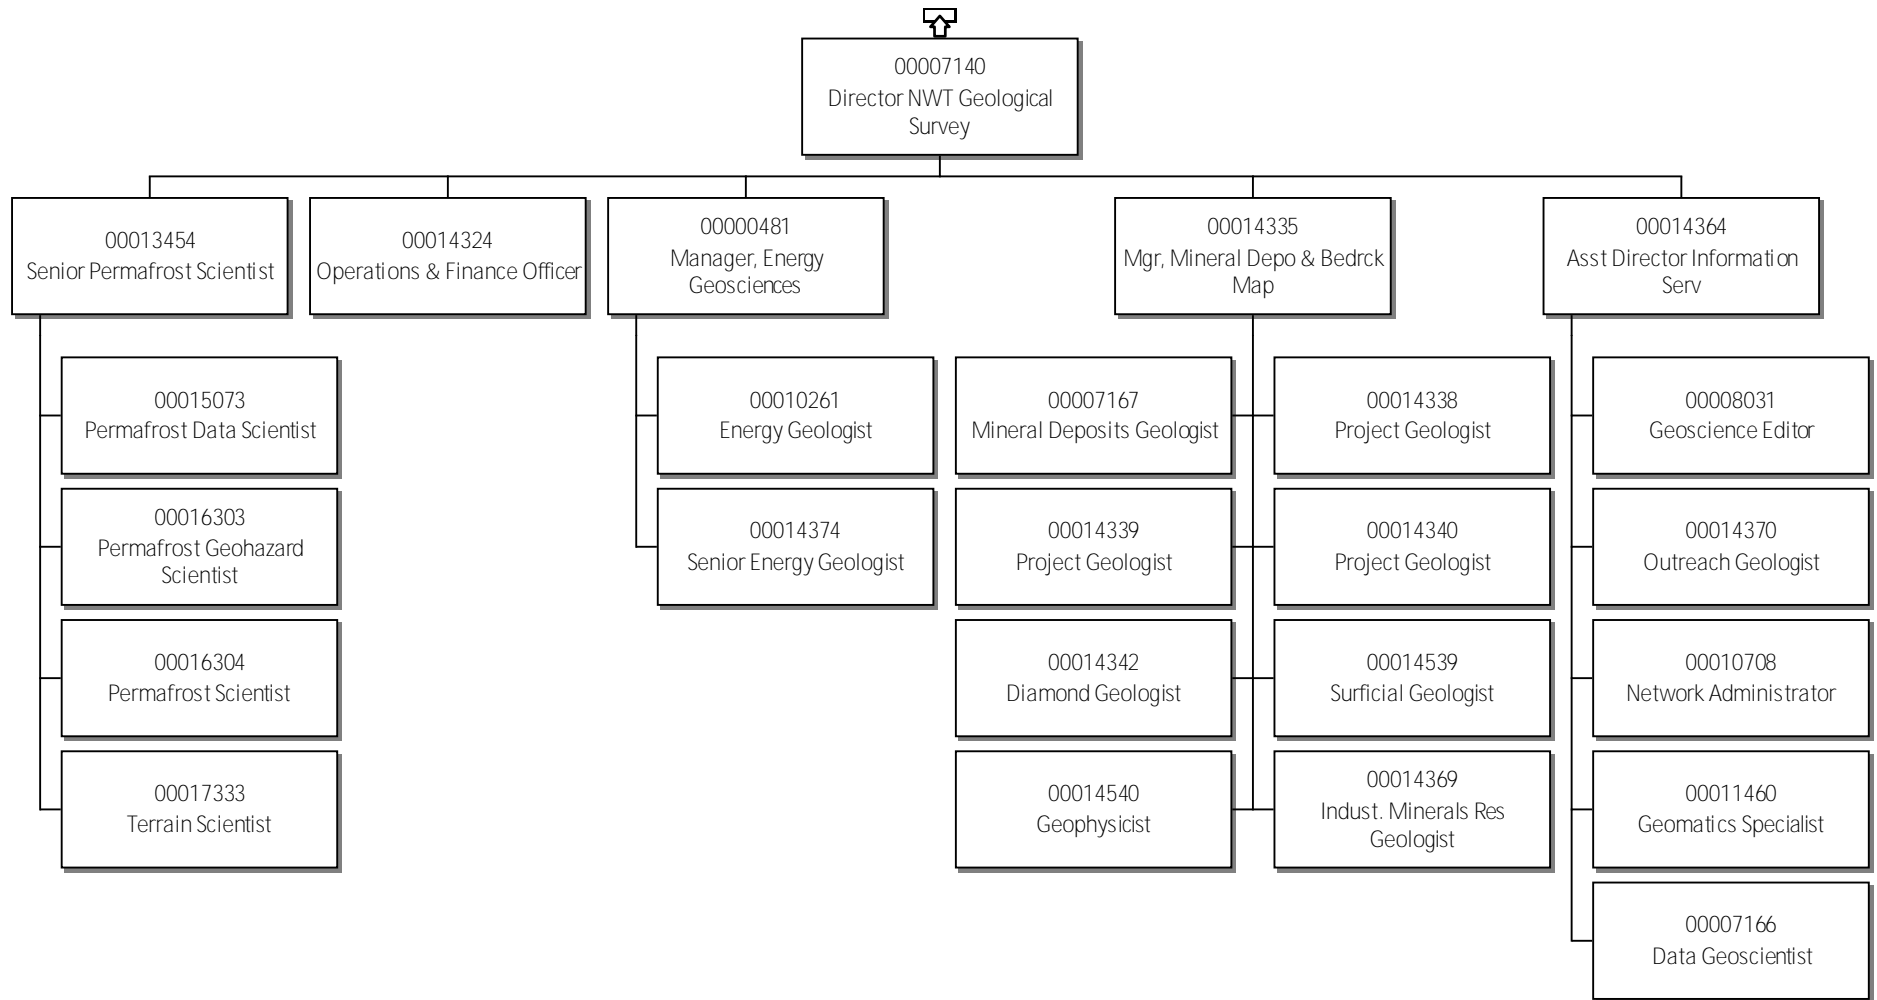 00007140
Director NWT Geological
Survey
00013454
Senior Permafrost Scientist
00014324
Operations & Finance Officer
00000481
Manager, Energy
Geosciences
00014335
Mgr, Mineral Depo & Bedrck
Map
00014364
Asst Director Information
Serv
00015073
Permafrost Data Scientist
00016303
Permafrost Geohazard
Scientist
00016304
Permafrost Scientist
00017333
Terrain Scientist
00010261
Energy Geologist
00014374
Senior Energy Geologist
00007167
Mineral Deposits Geologist
00014338
Project Geologist
00014339
Project Geologist
00014340
Project Geologist
00014342
Diamond Geologist
00014539
Surficial Geologist
00014540
Geophysicist
00014369
Indust. Minerals Res
Geologist
00008031
Geoscience Editor
00014370
Outreach Geologist
00010708
Network Administrator
00011460
Geomatics Specialist
00007166
Data Geoscientist